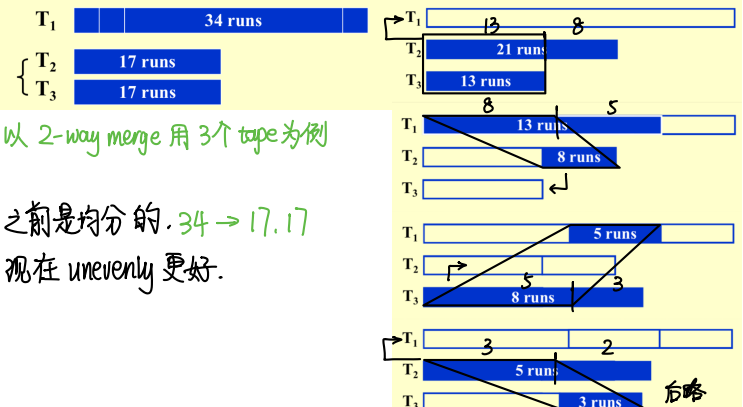 T1 34 runs
T2 17 runs
T3 17 runs
以 2-way merge 用 3个 tape 为例
之前是均分的. 34 → 17, 17
现在 unevenly 更好.
T1
13 8
T2 21 runs
T3 13 runs
8 5
T1 13 runs
T2 8 runs
T3
T1 5 runs
T2
5 3
T3 8 runs
T1
3 2
T2 5 runs
T3 3 runs
后略